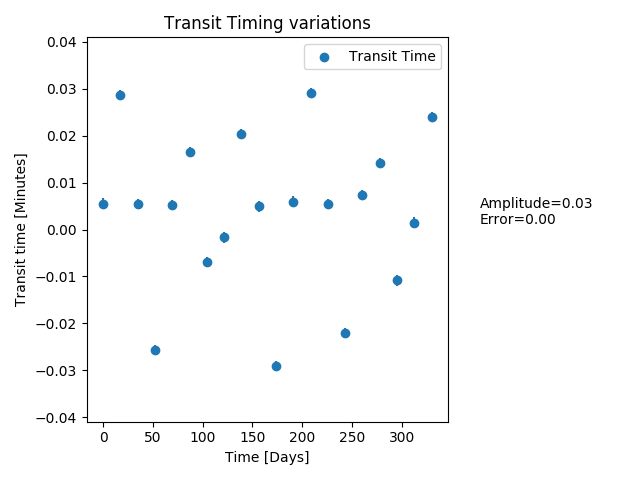 Transit Timing variations
Transit Time
0.04
0.03
0.02
0.01
0.00
−0.01
−0.02
−0.03
−0.04
Transit time [Minutes]
0 50 100 150 200 250 300
Time [Days]
Amplitude=0.03
Error=0.00